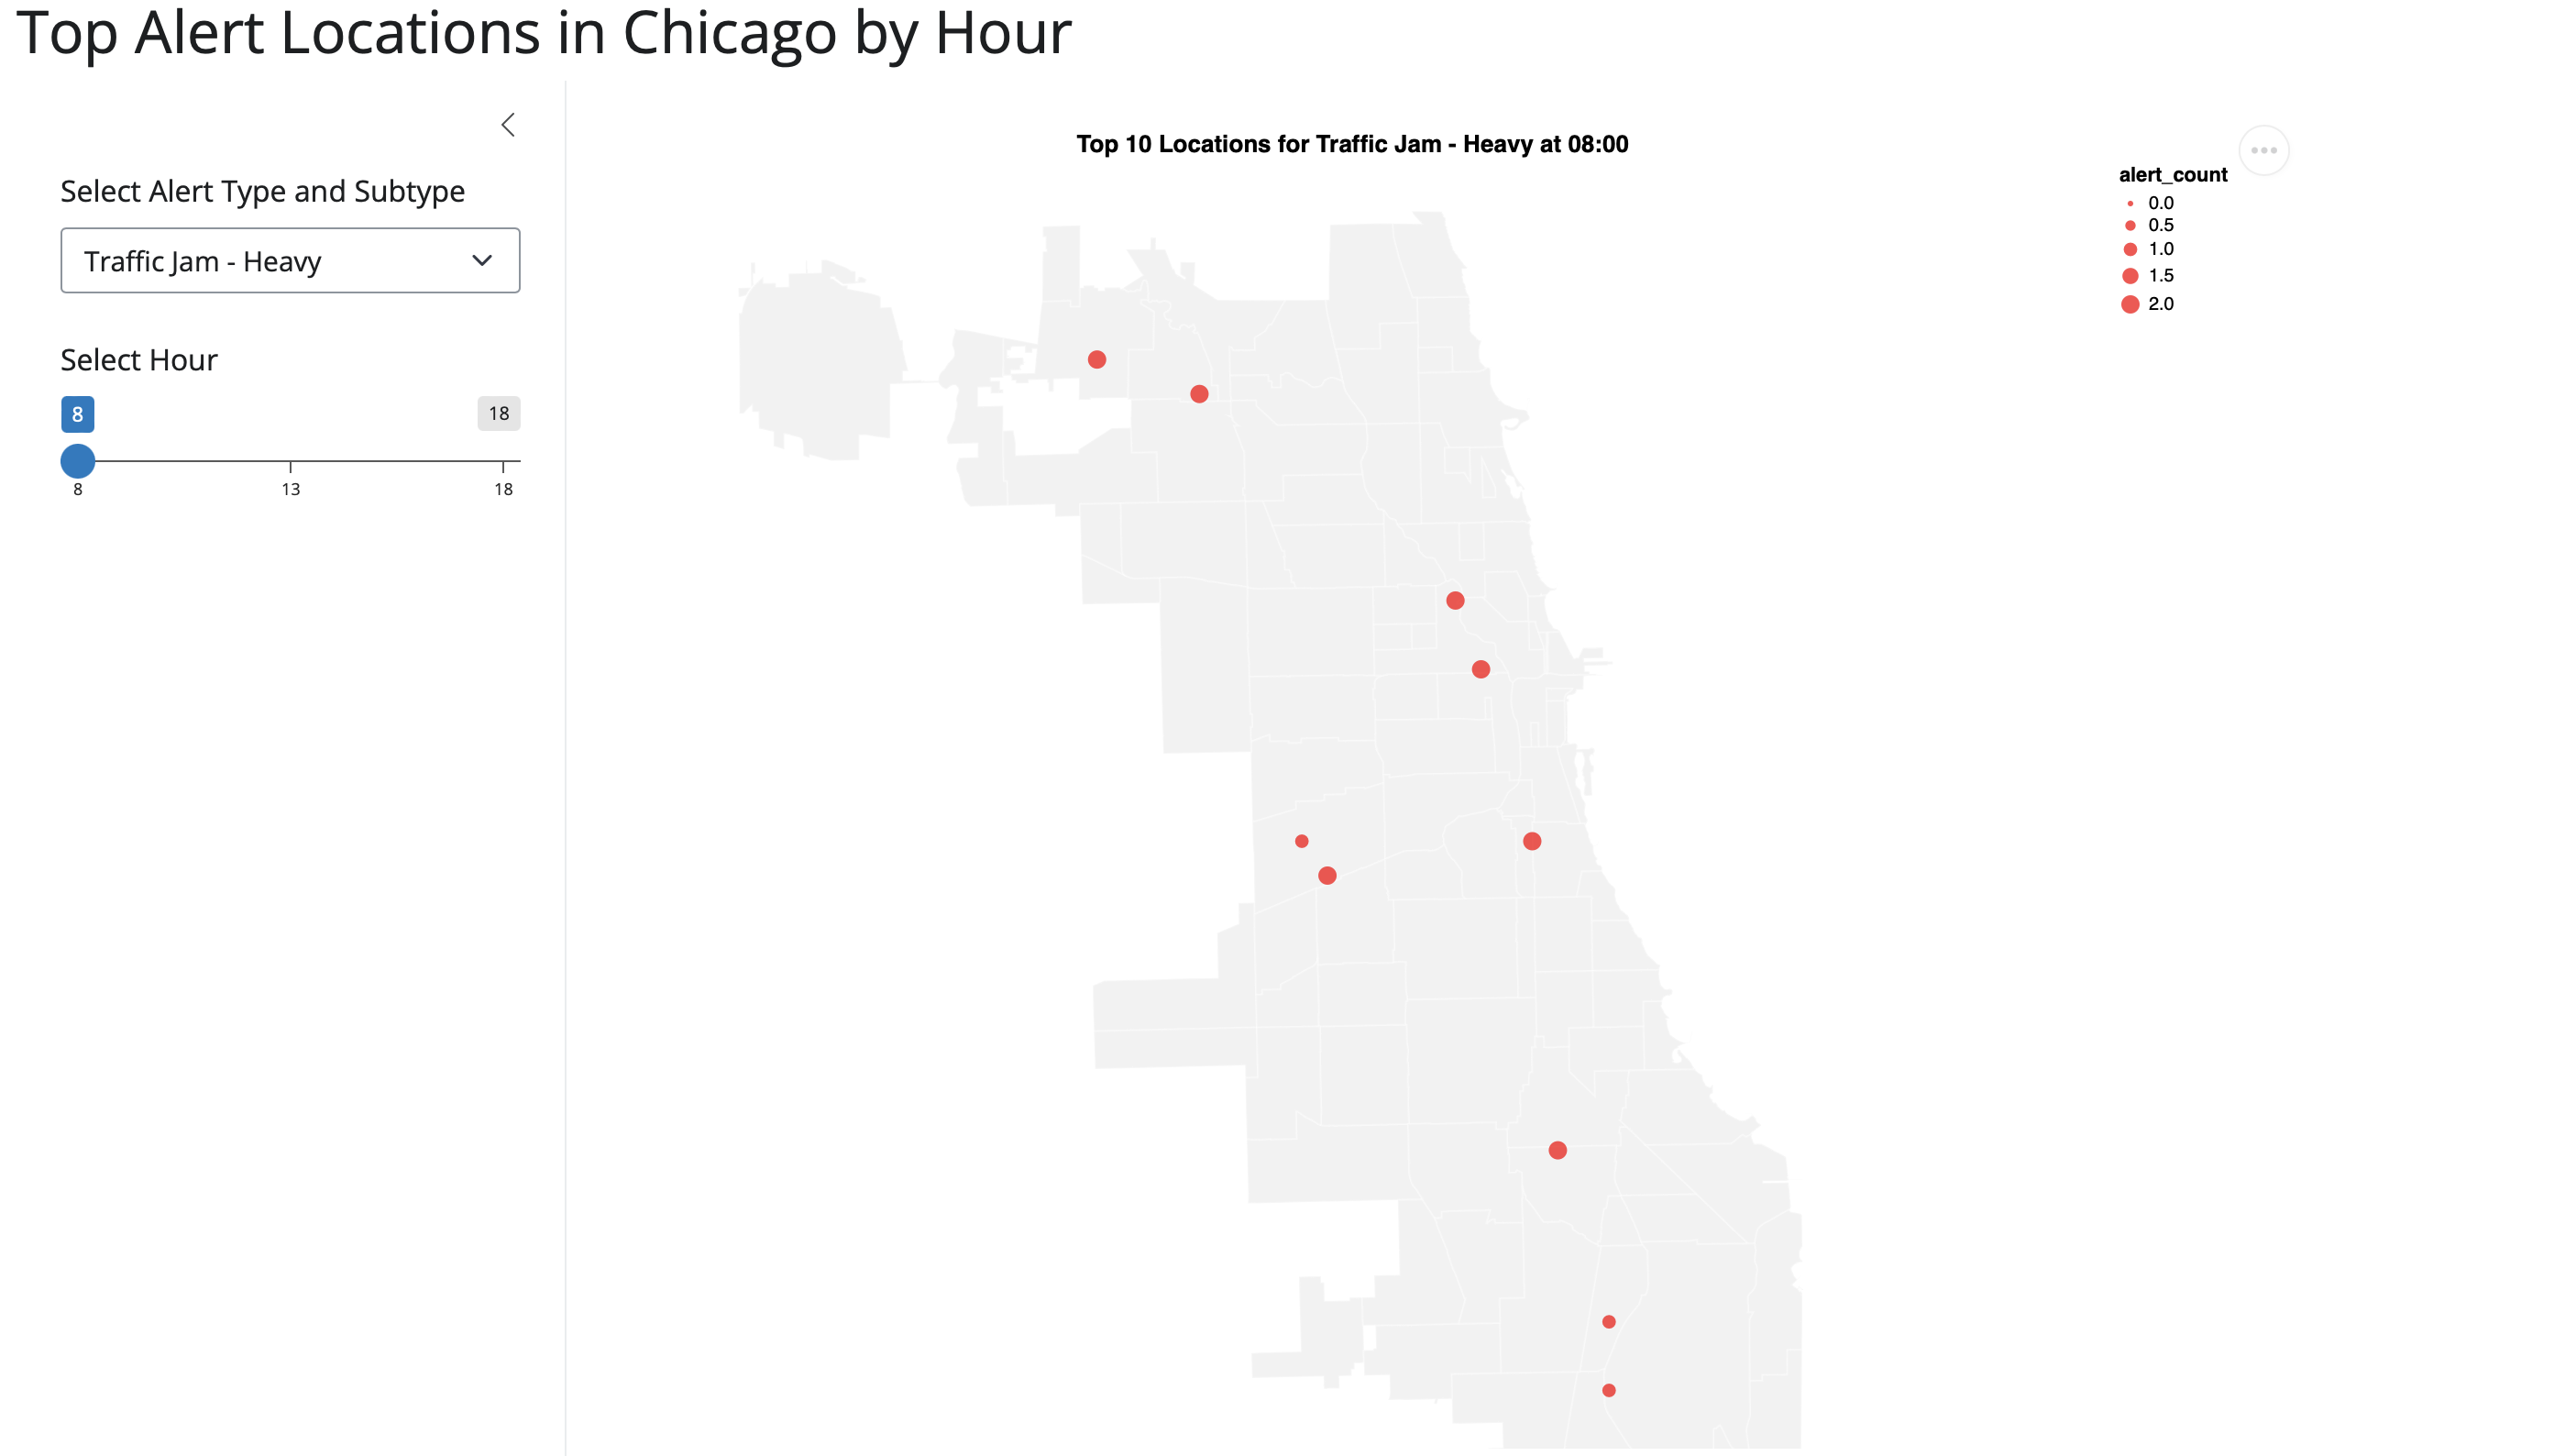 Top Alert Locations in Chicago by Hour
Select Alert Type and Subtype
Traffic Jam - Heavy
Select Hour
8
18
8
13
18
Top 10 Locations for Traffic Jam - Heavy at 08:00
alert_count
0.0
0.5
1.0
1.5
2.0